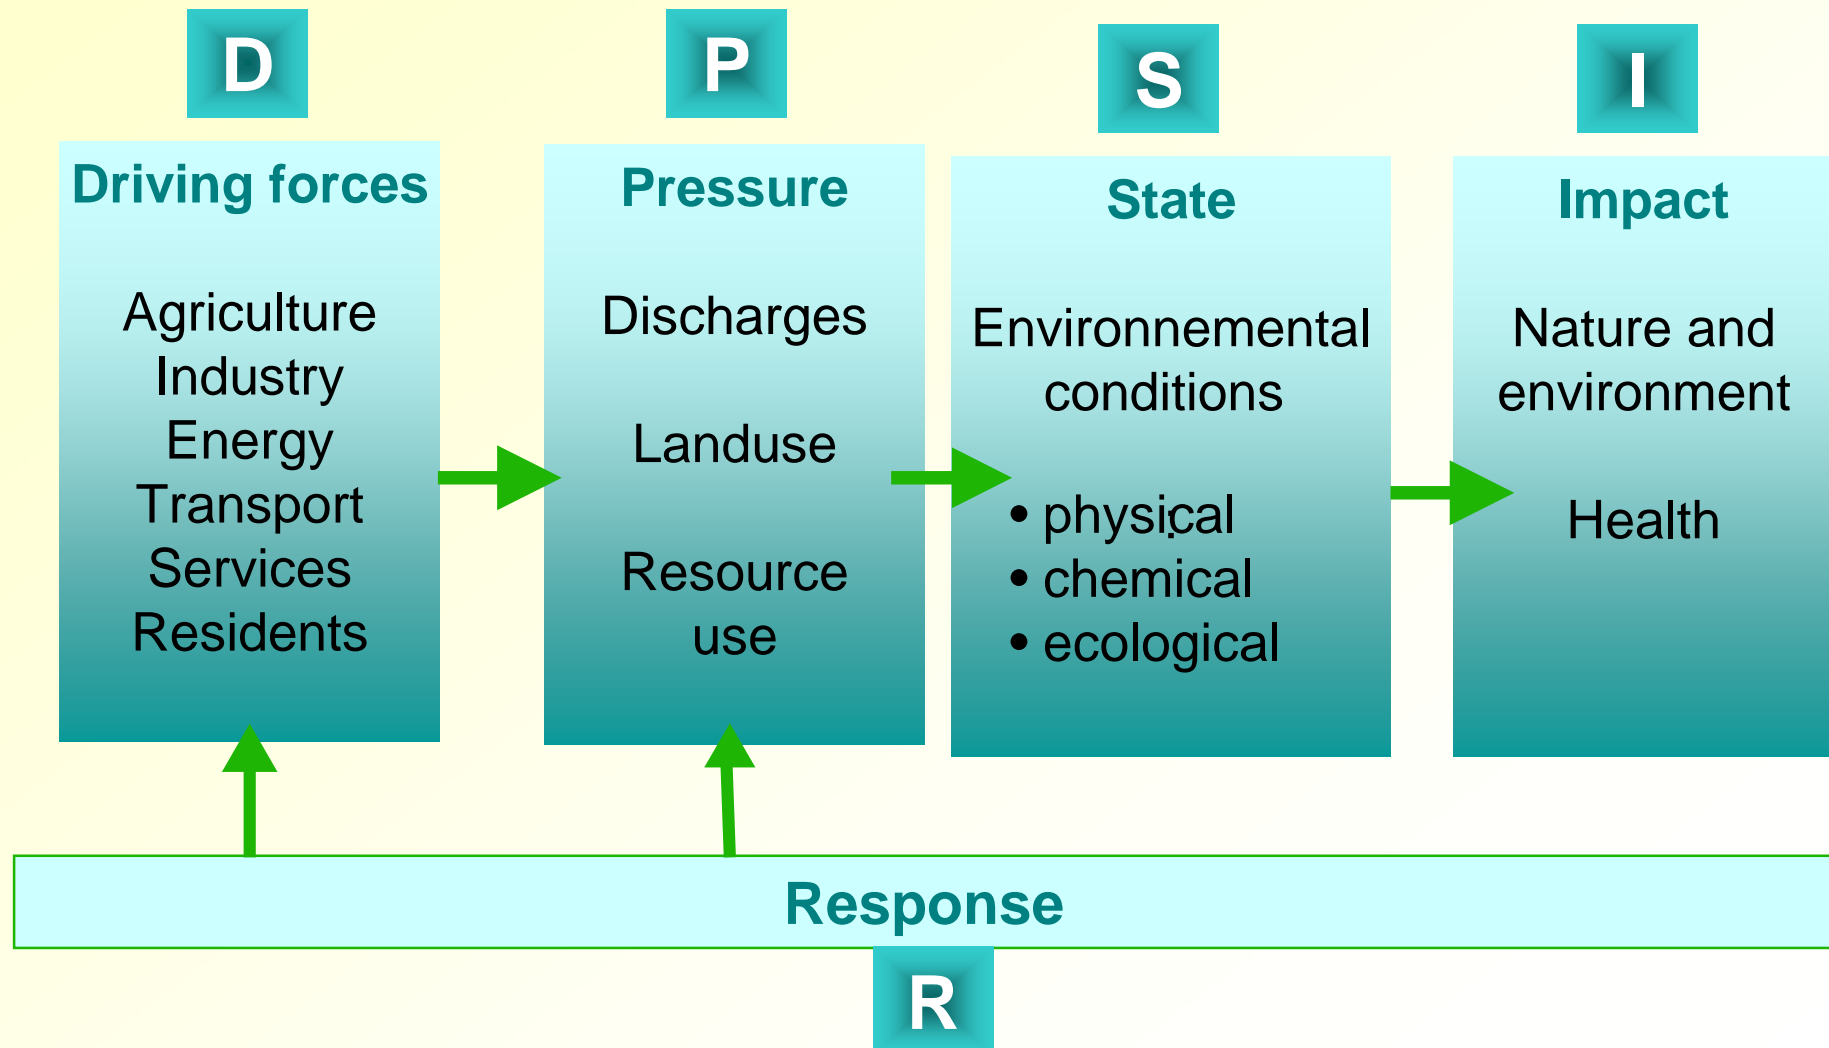 D
P
S
I
Driving forces
Agriculture
Industry
Energy
Transport
Services
Residents
Pressure
Discharges
Landuse
Resource
use
State
Environnemental
conditions
:
• physical
• chemical
• ecological
Impact
Nature and
environment
Health
Response
R